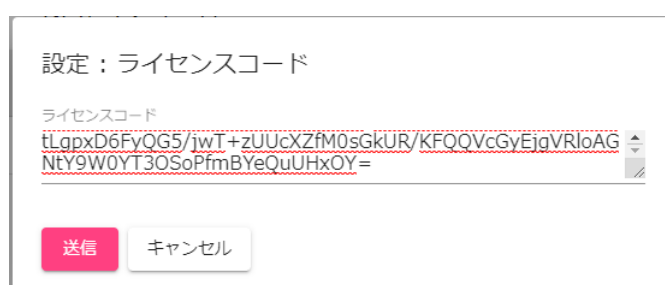 設定：ライセンスコード
ライセンスコード
tLgpxD6FyQG5/jwT+zUUcXZfM0sGkUR/KFQQVcGyEjgVRloAG
NtY9W0YT3OSoPfmBYeQuUHxOY=
送信
キャンセル